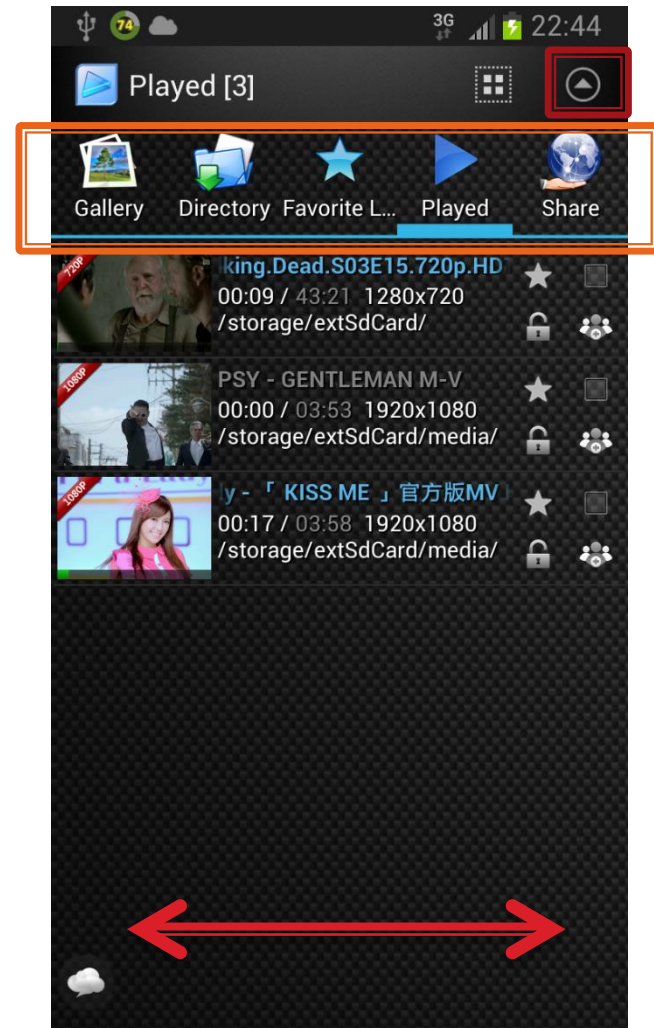 74 3G 22:44
Played [3]
Gallery Directory Favorite L... Played Share
720P king.Dead.S03E15.720p.HD
00:09 / 43:21 1280x720
/storage/extSdCard/
1080P PSY - GENTLEMAN M-V
00:00 / 03:53 1920x1080
/storage/extSdCard/media/
1080P ly - 「 KISS ME 」官方版MV
00:17 / 03:58 1920x1080
/storage/extSdCard/media/